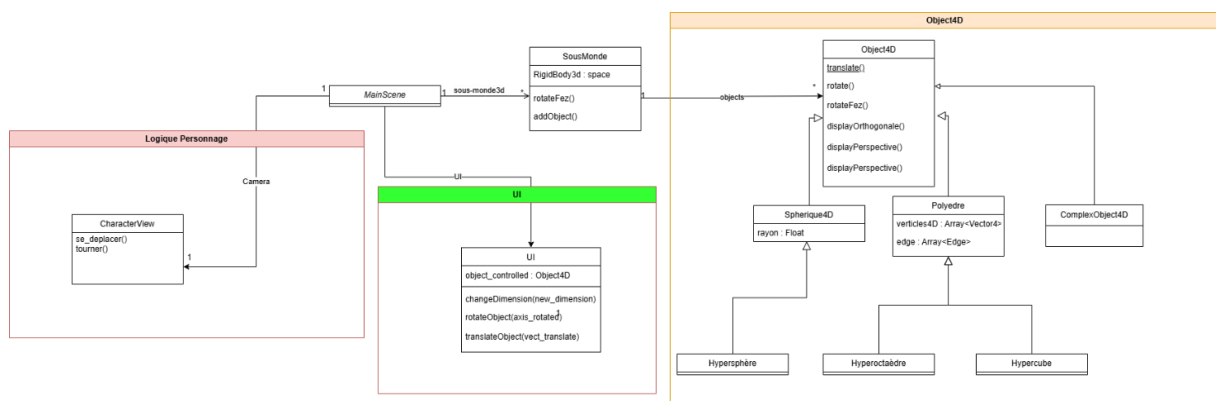 Object4D
SousMonde
RigidBody3d : space
rotateFez()
addObject()
Object4D
translate()
rotate()
rotateFez()
displayOrthogonale()
displayPerspective()
displayPerspective()
1
MainScene
1
sous-monde3d
*
1
objects
*
Logique Personnage
Camera
CharacterView
se_deplacer()
tourner()
1
UI
UI
UI
object_controlled : Object4D
changeDimension(new_dimension)
rotateObject(axis_rotated)
1
translateObject(vect_translate)
Spherique4D
rayon : Float
Polyedre
verticles4D : Array<Vector4>
edge : Array<Edge>
ComplexObject4D
Hypersphère
Hyperoctaèdre
Hypercube